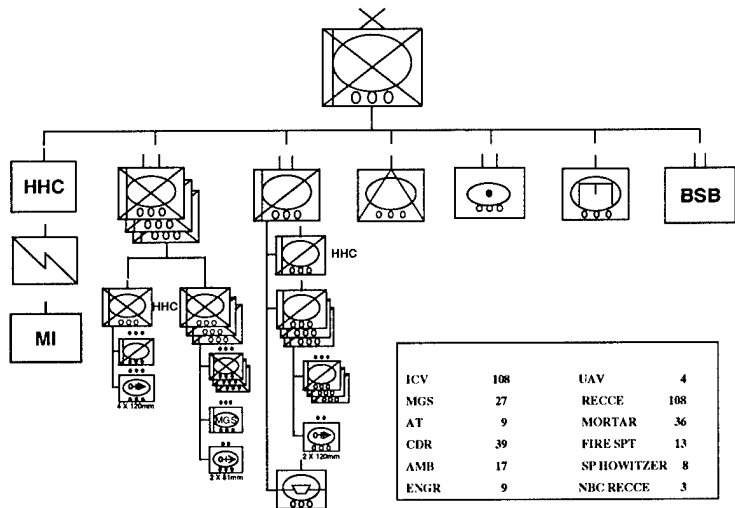 HHC
BSB
HHC
MI
HHC
4 X 120mm
MGS
2 X 81mm
2 X 120mm
ICV 108 UAV 4
MGS 27 RECCE 108
AT 9 MORTAR 36
CDR 39 FIRE SPT 13
AMB 17 SP HOWITZER 8
ENGR 9 NBC RECCE 3